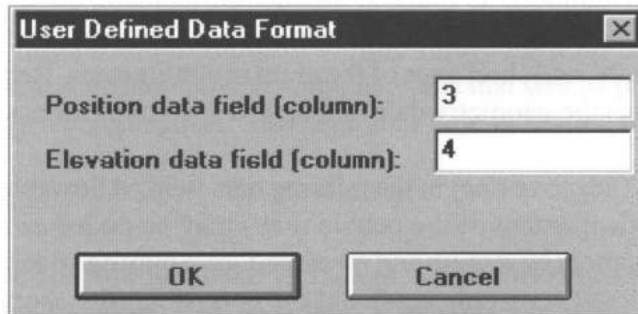 User Defined Data Format
Position data field (column): 3
Elevation data field (column): 4
OK Cancel